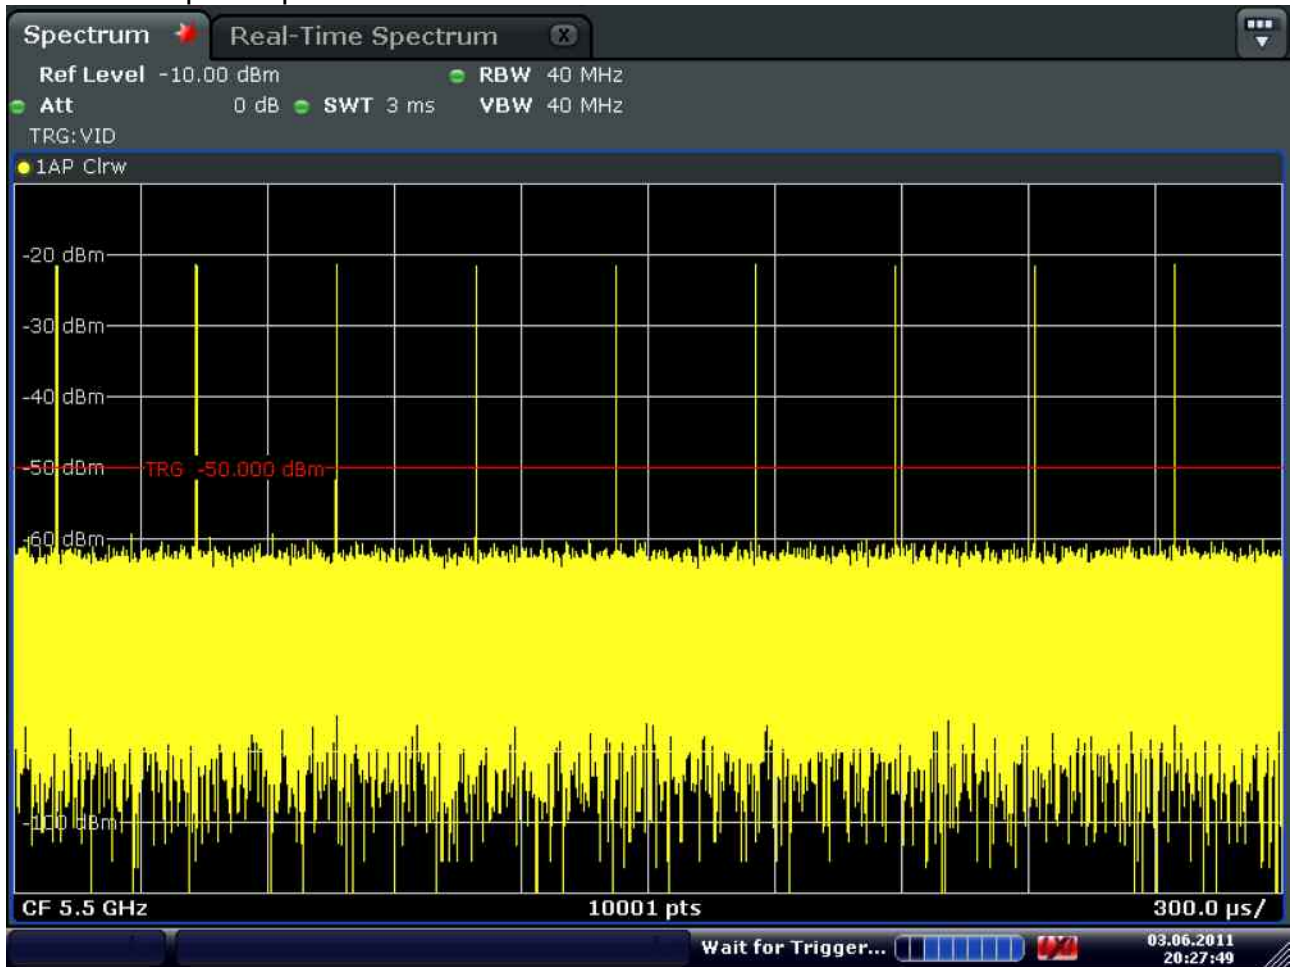 Spectrum Real-Time Spectrum X
Ref Level -10.00 dBm RBW 40 MHz
Att 0 dB SWT 3 ms VBW 40 MHz
TRG:VID
1AP Clrw
-20 dBm
-30 dBm
-40 dBm
-50 dBm TRG -50.000 dBm
-60 dBm
-100 dBm
CF 5.5 GHz 10001 pts 300.0 µs/
Wait for Trigger... 03.06.2011
20:27:49